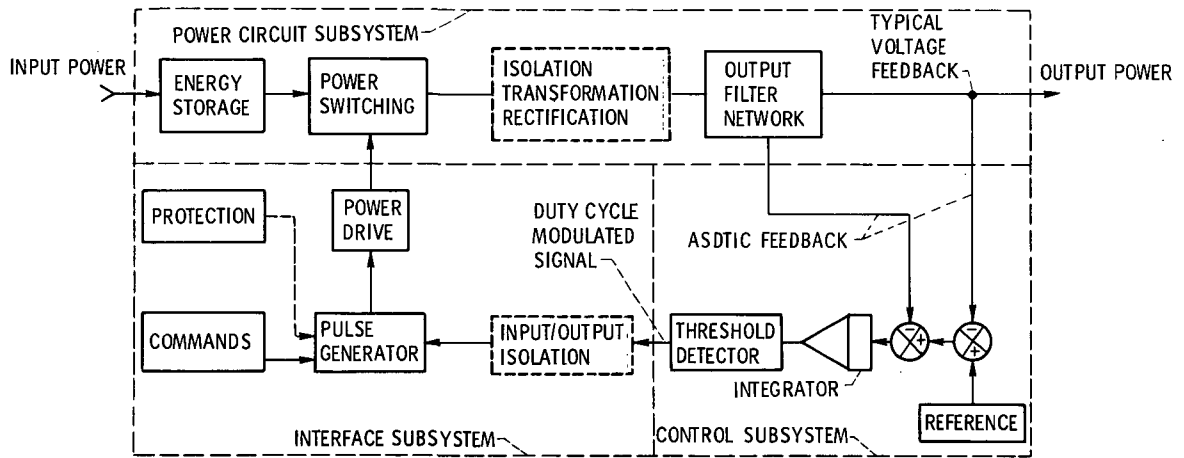 POWER CIRCUIT SUBSYSTEM
TYPICAL
VOLTAGE
FEEDBACK
INPUT POWER
ENERGY
STORAGE
POWER
SWITCHING
ISOLATION
TRANSFORMATION
RECTIFICATION
OUTPUT
FILTER
NETWORK
OUTPUT POWER
PROTECTION
POWER
DRIVE
DUTY CYCLE
MODULATED
SIGNAL
ASDTIC FEEDBACK
COMMANDS
PULSE
GENERATOR
INPUT/OUTPUT
ISOLATION
THRESHOLD
DETECTOR
INTEGRATOR
−
+
−
+
REFERENCE
INTERFACE SUBSYSTEM
CONTROL SUBSYSTEM